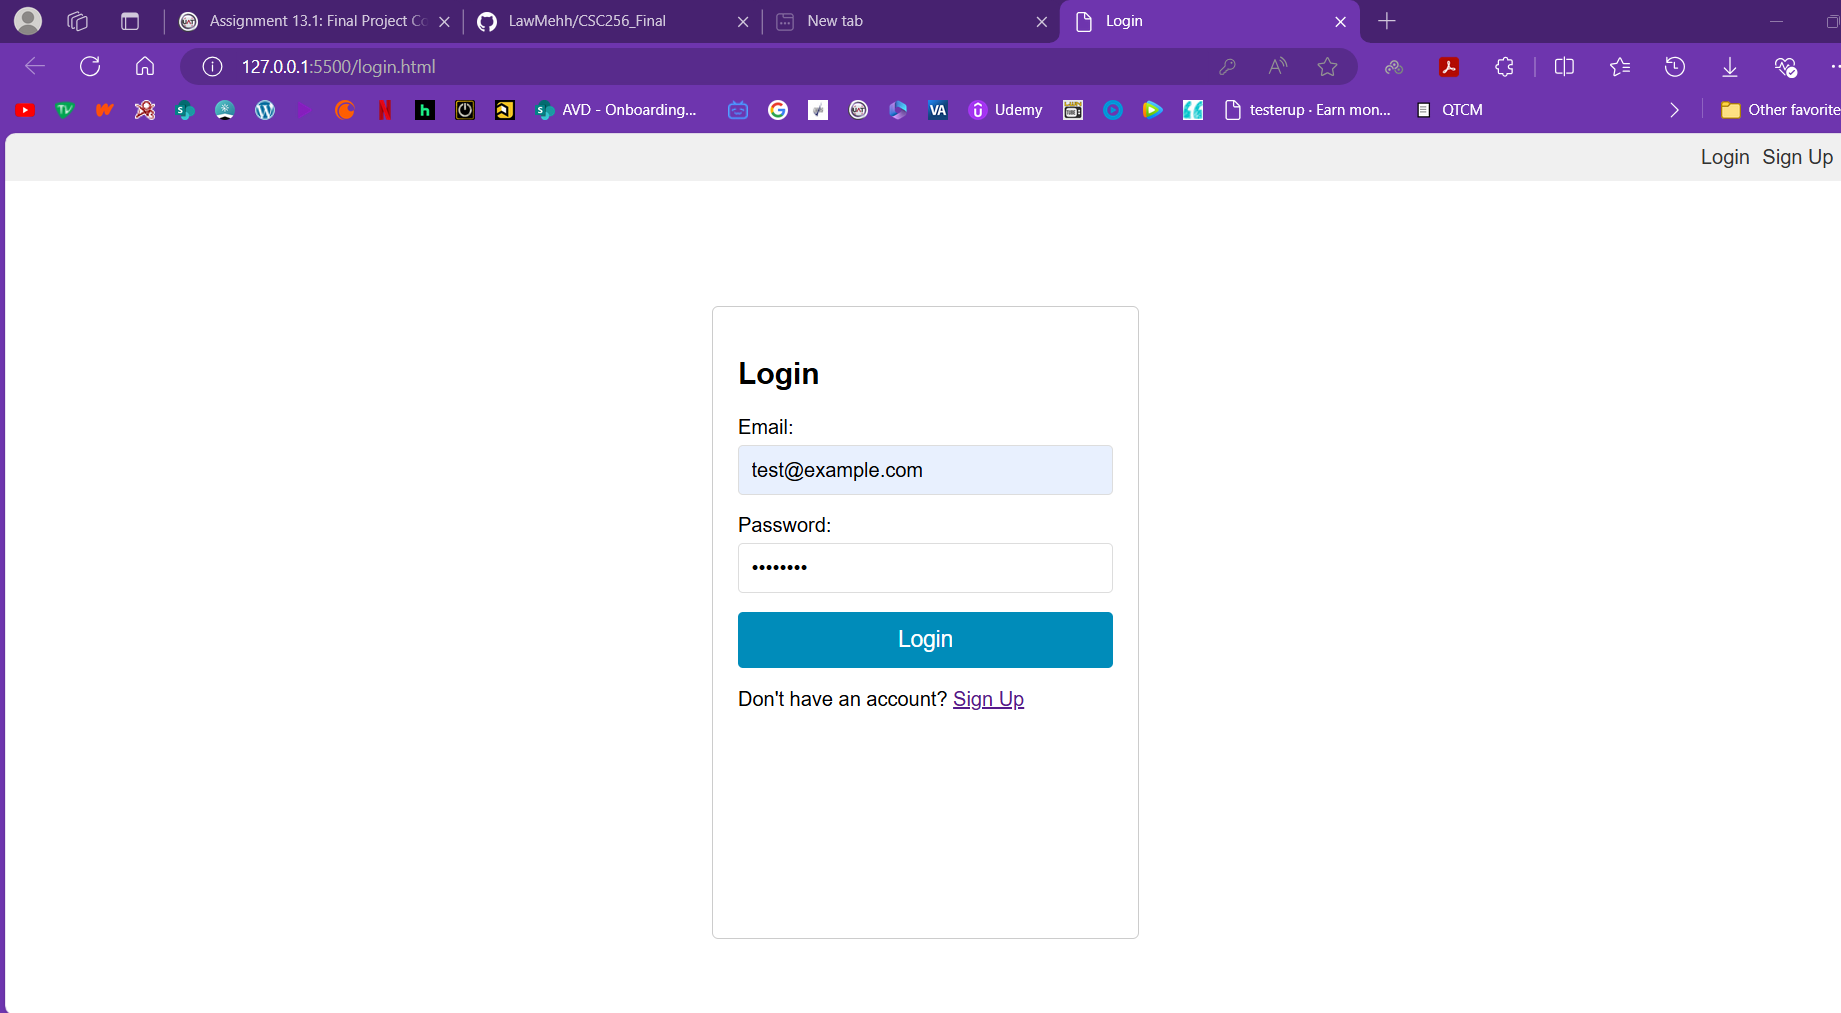 Assignment 13.1: Final Project Co
LawMehh/CSC256_Final
New tab
Login
127.0.0.1:5500/login.html
AVD - Onboarding...
VA
Udemy
testerup · Earn mon...
QTCM
Other favorite
Login Sign Up
Login
Email:
test@example.com
Password:
••••••••
Login
Don't have an account? Sign Up